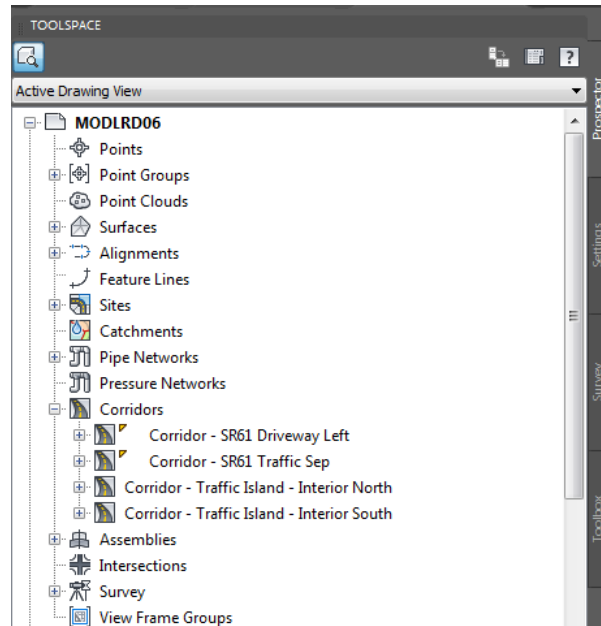 TOOLSPACE
?
Active Drawing View
MODLRD06
Points
Point Groups
Point Clouds
Surfaces
Alignments
Feature Lines
Sites
Catchments
Pipe Networks
Pressure Networks
Corridors
Corridor - SR61 Driveway Left
Corridor - SR61 Traffic Sep
Corridor - Traffic Island - Interior North
Corridor - Traffic Island - Interior South
Assemblies
Intersections
Survey
View Frame Groups
Prospector
Settings
Survey
Toolbox